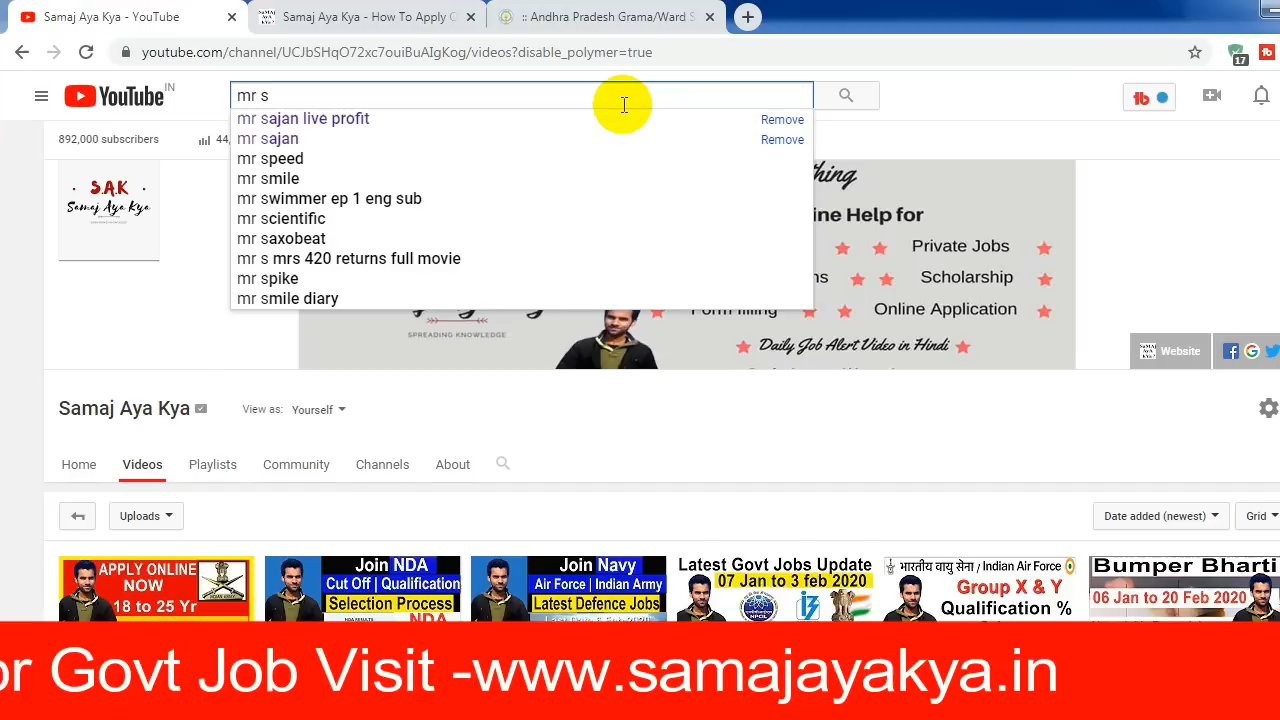 Samaj Aya Kya - YouTube
Samaj Aya Kya - How To Apply O
:: Andhra Pradesh Grama/Ward S
youtube.com/channel/UCJbSHqO72xc7ouiBuAIgKog/videos?disable_polymer=true
17
YouTube IN
mr s
mr sajan live profit Remove
mr sajan Remove
mr speed
mr smile
mr swimmer ep 1 eng sub
mr scientific
mr saxobeat
mr s mrs 420 returns full movie
mr spike
mr smile diary
892,000 subscribers
44,
S.A.K
Samaj Aya Kya
SPREADING KNOWLEDGE
ine Help for
Private Jobs
Scholarship
Form filling
Online Application
Daily Job Alert Video in Hindi
Website
Samaj Aya Kya
View as: Yourself
Home Videos Playlists Community Channels About
Uploads
Date added (newest)
Grid
APPLY ONLINE
NOW
18 to 25 Yr
Join NDA
Cut Off | Qualification
Selection Process
NDA
Join Navy
Air Force | Indian Army
Latest Defence Jobs
Latest Govt Jobs Update
07 Jan to 3 feb 2020
भारतीय वायु सेना / Indian Air Force
Group X & Y
Qualification %
Bumper Bharti
06 Jan to 20 Feb 2020
or Govt Job Visit -www.samajayakya.in